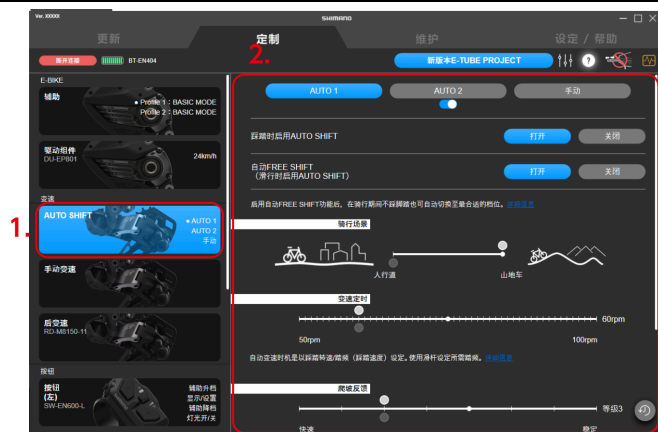 Ver. XXXXX
SHIMANO
更新
定制
维护
设定 / 帮助
2.
断开连接
BT-EN404
新版本E-TUBE PROJECT
?
E-BIKE
辅助
Profile 1：BASIC MODE
Profile 2：BASIC MODE
驱动组件
DU-EP801
24km/h
变速
1.
AUTO SHIFT
AUTO 1
AUTO 2
手动
手动变速
后变速
RD-M8150-11
按钮
按钮
(左)
SW-EN600-L
辅助升档
显示/设置
辅助降档
灯光开/关
AUTO 1
AUTO 2
手动
踩踏时启用AUTO SHIFT
打开
关闭
自动FREE SHIFT
（滑行时启用AUTO SHIFT）
打开
关闭
启用自动FREE SHIFT功能后，在骑行期间不踩脚踏也可自动切换至最合适的档位。详细信息
骑行场景
人行道
山地车
变速定时
60rpm
50rpm
100rpm
自动变速时机是以踩踏转速/踏频（踩踏速度）设定。使用滑杆设定所需踏频。详细信息
爬坡反馈
等级3
快速
稳定